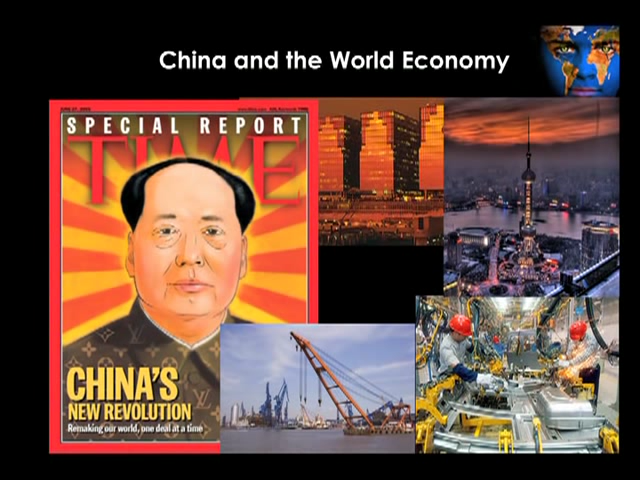 China and the World Economy
SPECIAL REPORT
TIME
CHINA'S
NEW REVOLUTION
Remaking our world, one deal at a time